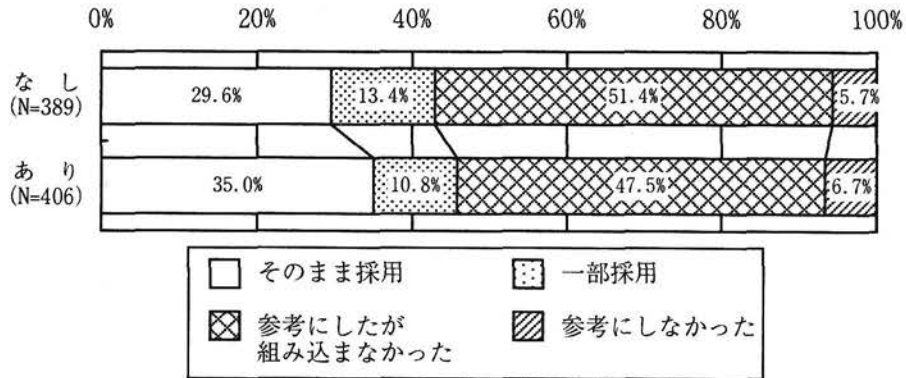 0% 20% 40% 60% 80% 100%
なし
(N=389)
29.6% 13.4% 51.4% 5.7%
あり
(N=406)
35.0% 10.8% 47.5% 6.7%
そのまま採用 一部採用
参考にしたが
組み込まなかった
参考にしなかった